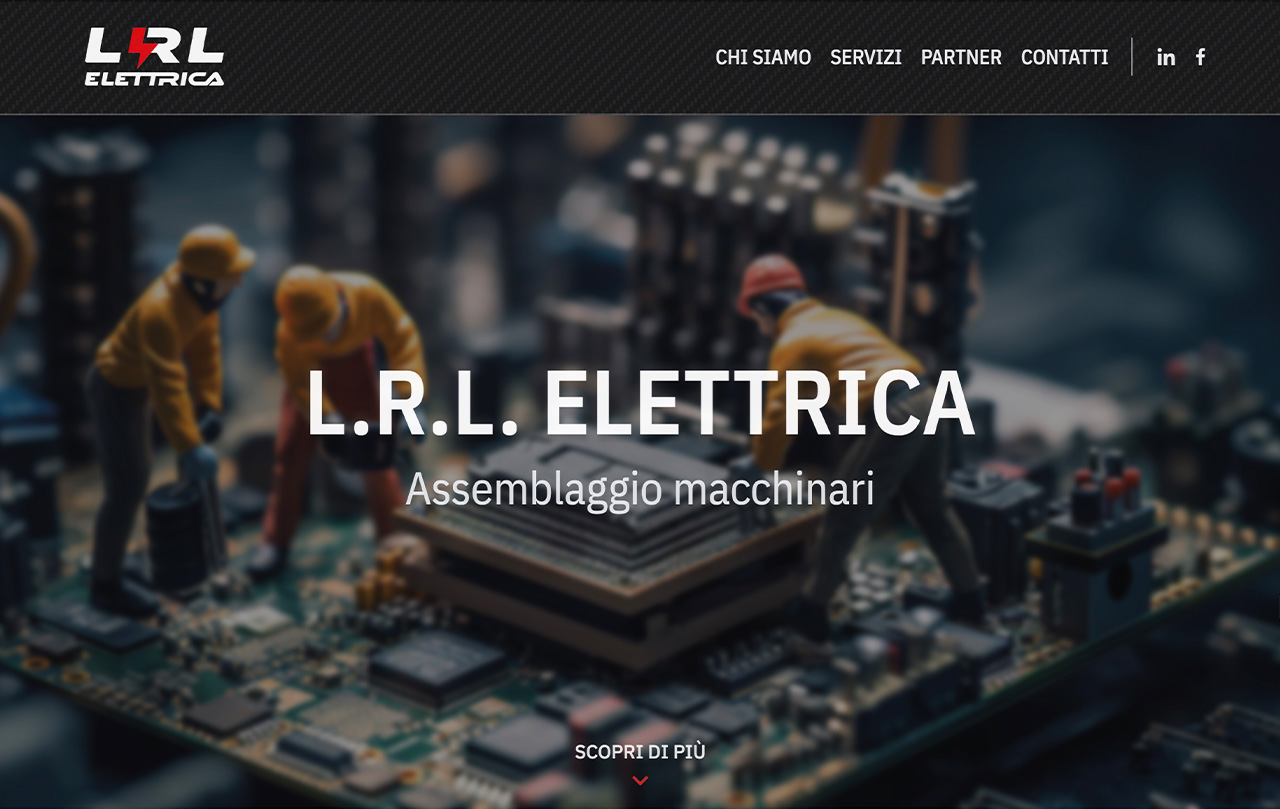 LRL
ELETTRICA
CHI SIAMO SERVIZI PARTNER CONTATTI in f
L.R.L. ELETTRICA
Assemblaggio macchinari
SCOPRI DI PIÙ